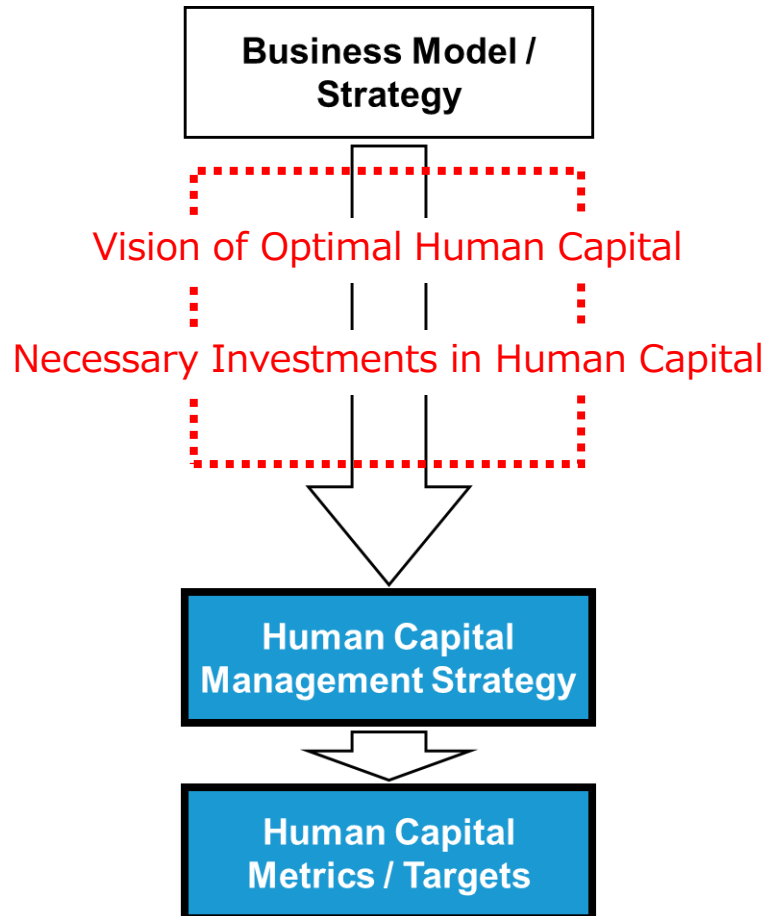 Business Model /
Strategy
Vision of Optimal Human Capital
Necessary Investments in Human Capital
Human Capital
Management Strategy
Human Capital
Metrics / Targets